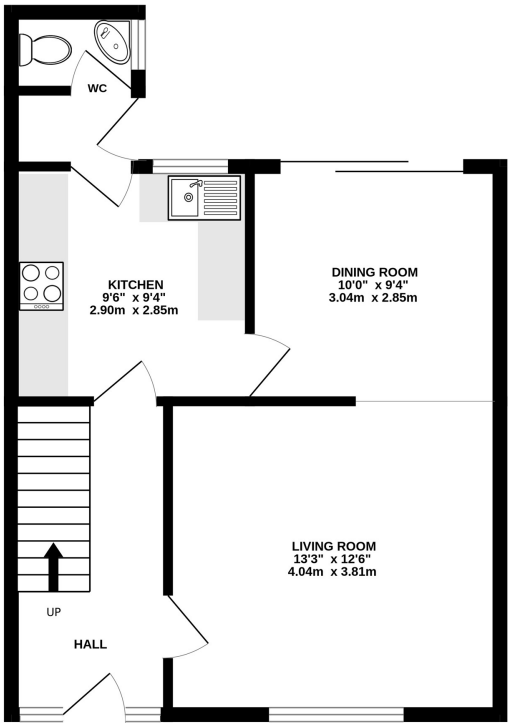 WC
KITCHEN
9'6" x 9'4"
2.90m x 2.85m
DINING ROOM
10'0" x 9'4"
3.04m x 2.85m
LIVING ROOM
13'3" x 12'6"
4.04m x 3.81m
UP
HALL